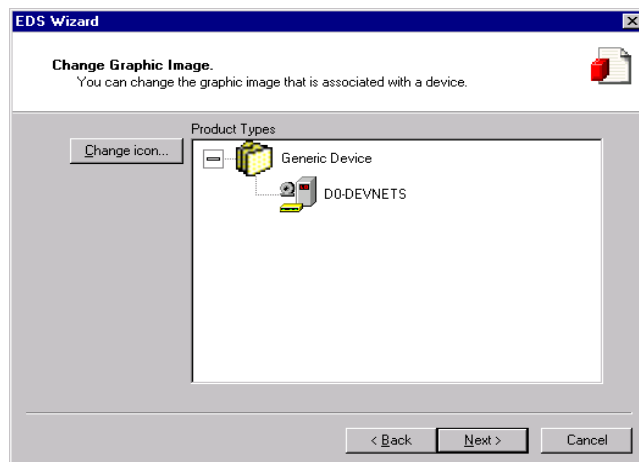 EDS Wizard
Change Graphic Image.
You can change the graphic image that is associated with a device.
Product Types
Change icon...
Generic Device
D0-DEVNETS
< Back
Next >
Cancel